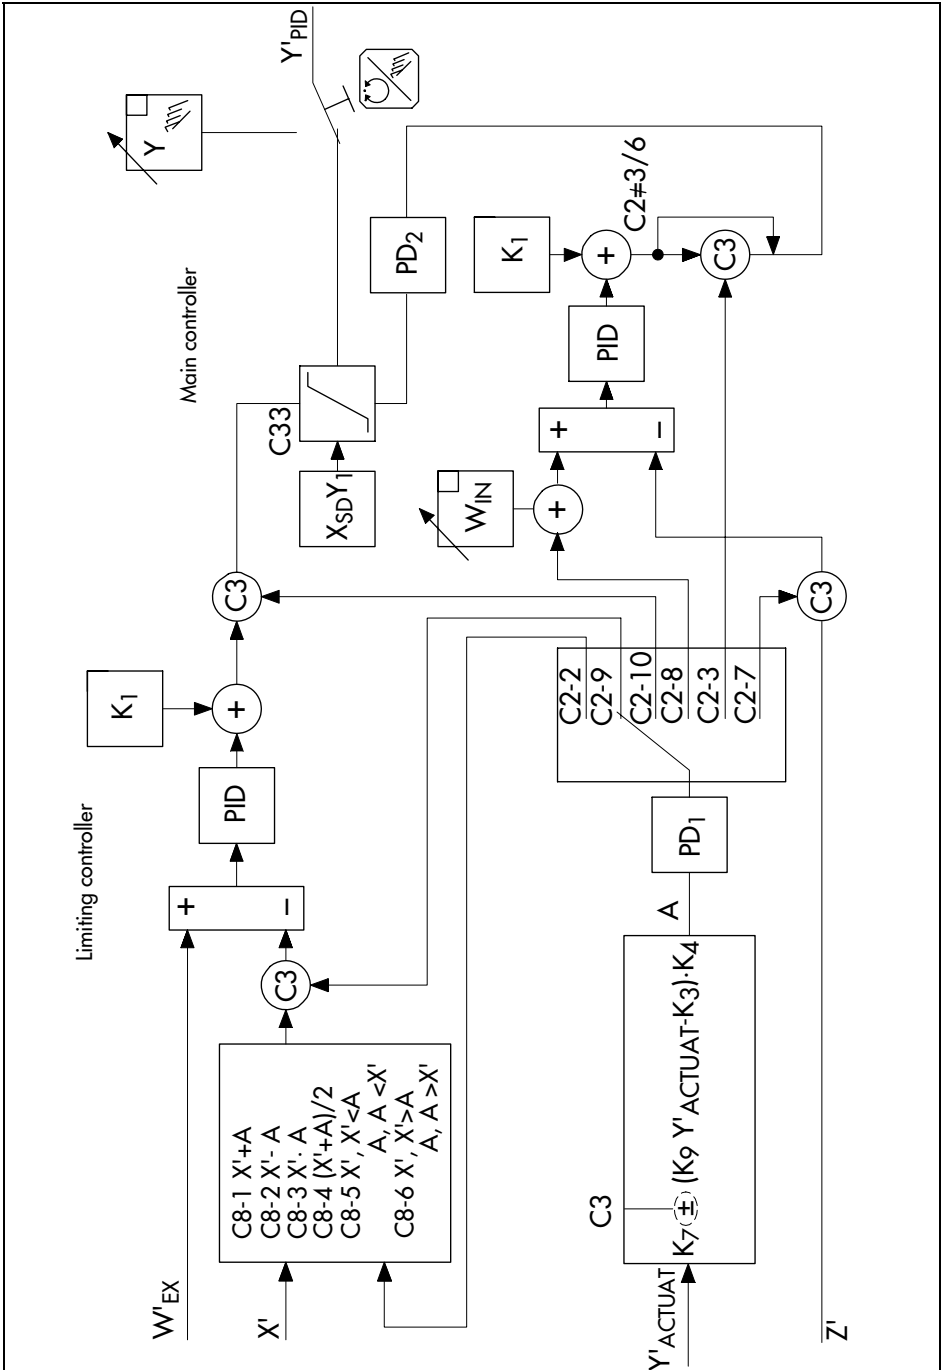 Limiting controller
Main controller
W'EX
X'
Y'ACTUAT
Z'
C8-1 X'+A
C8-2 X'- A
C8-3 X'· A
C8-4 (X'+A)/2
C8-5 X', X'<A
A, A <X'
C8-6 X', X'>A
A, A >X'
C3
+
−
PID
K1
+
C3
C33
XSDY1
PD2
Y
Y'PID
C3
K7 (±) (K9 Y'ACTUAT-K3)·K4
A
PD1
C2-2
C2-9
C2-10
C2-8
C2-3
C2-7
WIN
+
+
−
PID
K1
+
C2≠3/6
C3
C3